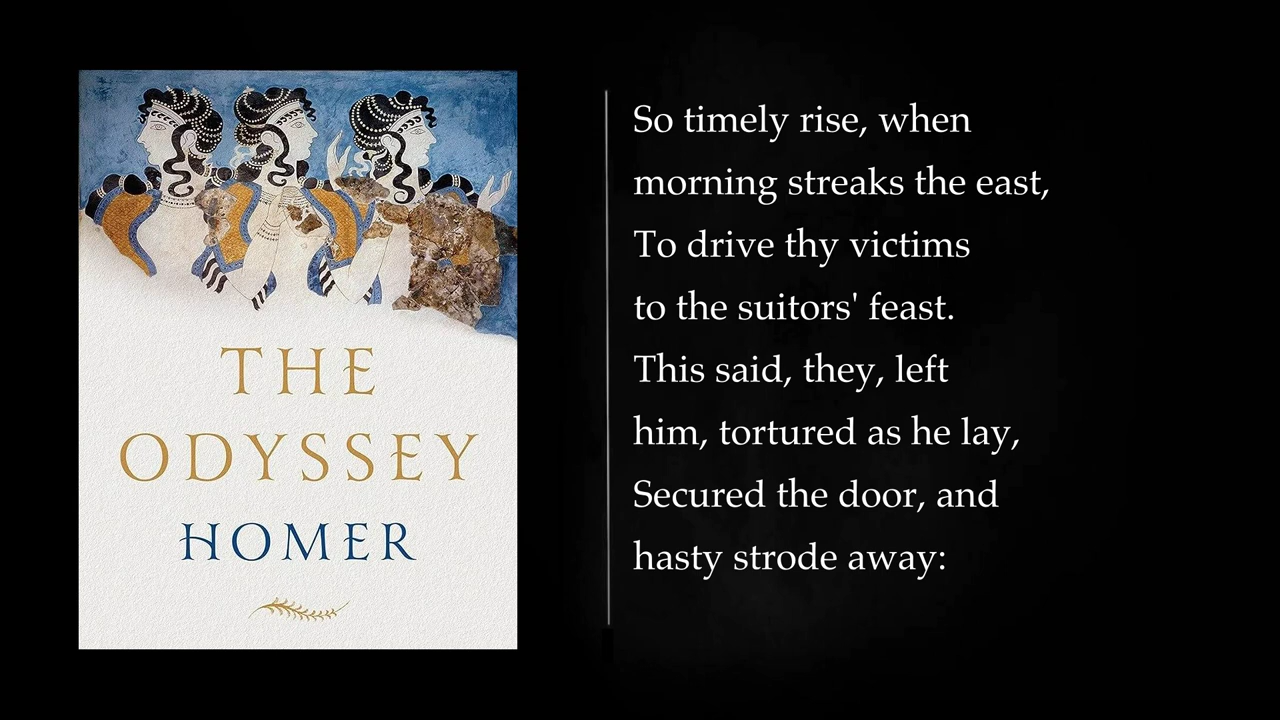 THE
ODYSSEY
HOMER
So timely rise, when
morning streaks the east,
To drive thy victims
to the suitors' feast.
This said, they, left
him, tortured as he lay,
Secured the door, and
hasty strode away: